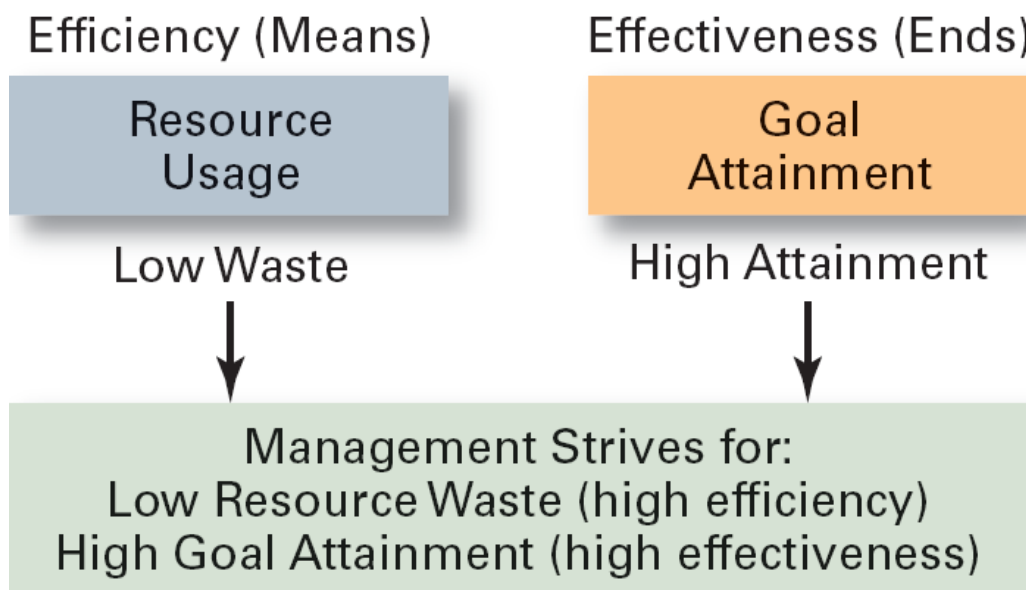 Efficiency (Means)
Effectiveness (Ends)
Resource
Usage
Goal
Attainment
Low Waste
High Attainment
Management Strives for:
Low Resource Waste (high efficiency)
High Goal Attainment (high effectiveness)